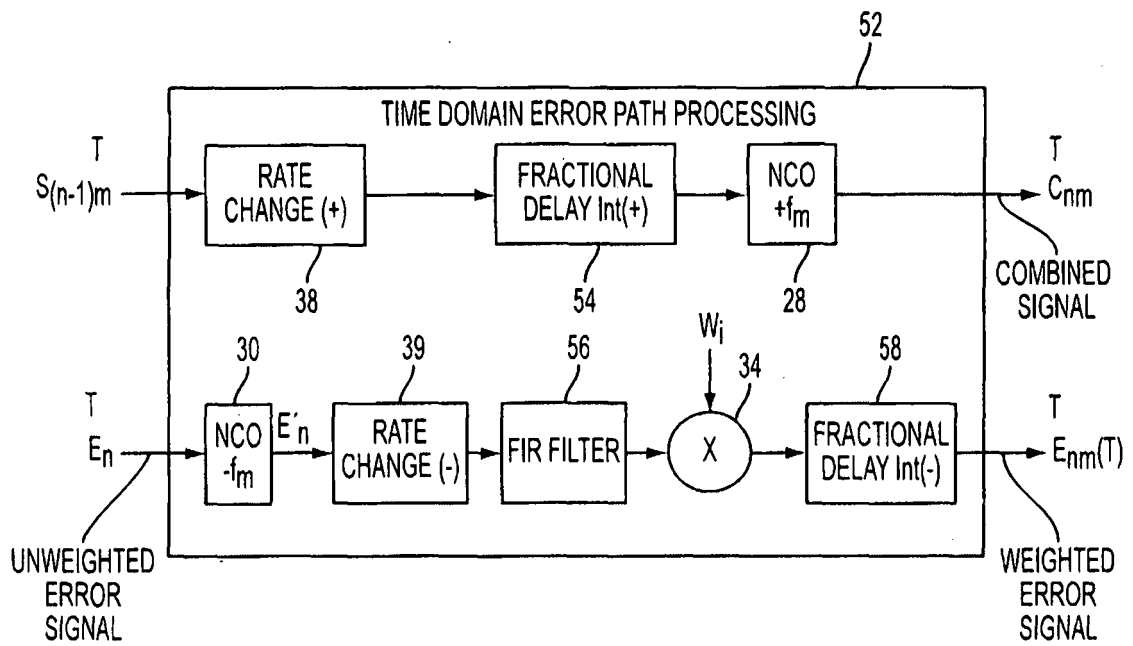 52
TIME DOMAIN ERROR PATH PROCESSING
T
S(n-1)m
RATE
CHANGE (+)
38
FRACTIONAL
DELAY Int(+)
54
NCO
+fm
28
T
Cnm
COMBINED
SIGNAL
T
En
UNWEIGHTED
ERROR
SIGNAL
30
NCO
-fm
E'n
39
RATE
CHANGE (-)
56
FIR FILTER
Wi
34
X
58
FRACTIONAL
DELAY Int(-)
T
Enm(T)
WEIGHTED
ERROR
SIGNAL